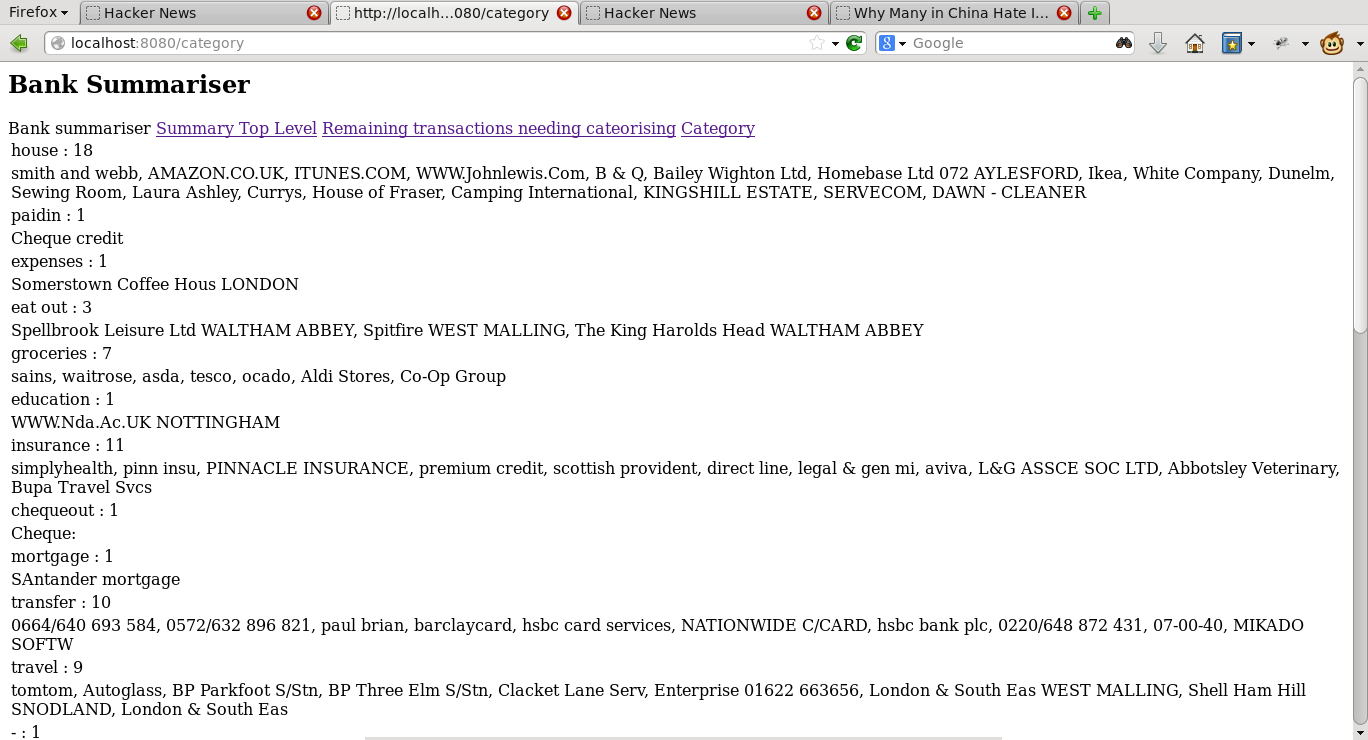 Firefox
Hacker News
http://localh...080/category
Hacker News
Why Many in China Hate I...
localhost:8080/category
Google
Bank Summariser
Bank summariser Summary Top Level Remaining transactions needing cateorising Category
house : 18
smith and webb, AMAZON.CO.UK, ITUNES.COM, WWW.Johnlewis.Com, B & Q, Bailey Wighton Ltd, Homebase Ltd 072 AYLESFORD, Ikea, White Company, Dunelm,
Sewing Room, Laura Ashley, Currys, House of Fraser, Camping International, KINGSHILL ESTATE, SERVECOM, DAWN - CLEANER
paidin : 1
Cheque credit
expenses : 1
Somerstown Coffee Hous LONDON
eat out : 3
Spellbrook Leisure Ltd WALTHAM ABBEY, Spitfire WEST MALLING, The King Harolds Head WALTHAM ABBEY
groceries : 7
sains, waitrose, asda, tesco, ocado, Aldi Stores, Co-Op Group
education : 1
WWW.Nda.Ac.UK NOTTINGHAM
insurance : 11
simplyhealth, pinn insu, PINNACLE INSURANCE, premium credit, scottish provident, direct line, legal & gen mi, aviva, L&G ASSCE SOC LTD, Abbotsley Veterinary,
Bupa Travel Svcs
chequeout : 1
Cheque:
mortgage : 1
SAntander mortgage
transfer : 10
0664/640 693 584, 0572/632 896 821, paul brian, barclaycard, hsbc card services, NATIONWIDE C/CARD, hsbc bank plc, 0220/648 872 431, 07-00-40, MIKADO
SOFTW
travel : 9
tomtom, Autoglass, BP Parkfoot S/Stn, BP Three Elm S/Stn, Clacket Lane Serv, Enterprise 01622 663656, London & South Eas WEST MALLING, Shell Ham Hill
SNODLAND, London & South Eas
- : 1